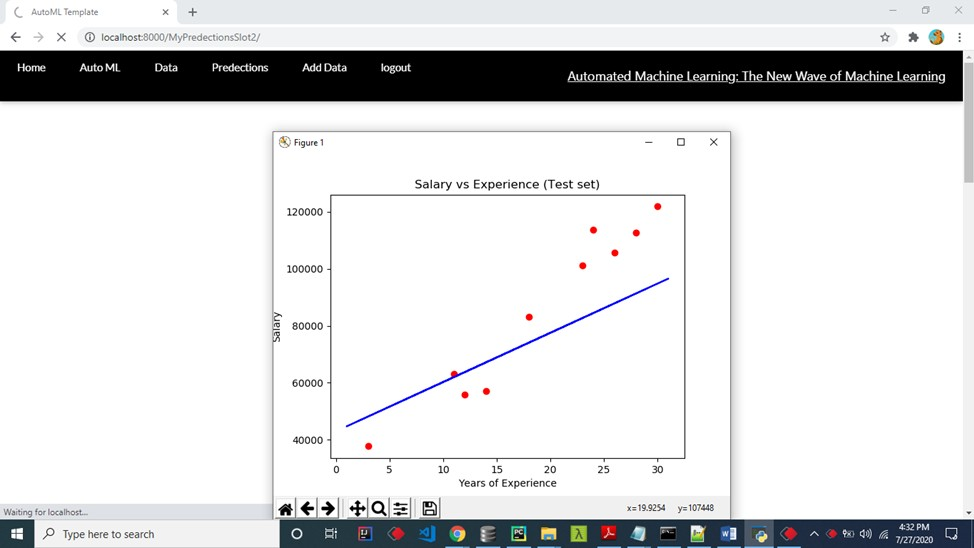 AutoML Template
localhost:8000/MyPredectionsSlot2/
Home Auto ML Data Predections Add Data logout
Automated Machine Learning: The New Wave of Machine Learning
Figure 1
Salary vs Experience (Test set)
120000
100000
80000
60000
40000
Salary
0 5 10 15 20 25 30
Years of Experience
x=19.9254 y=107448
Waiting for localhost...
Type here to search
PC
W
4:32 PM
7/27/2020